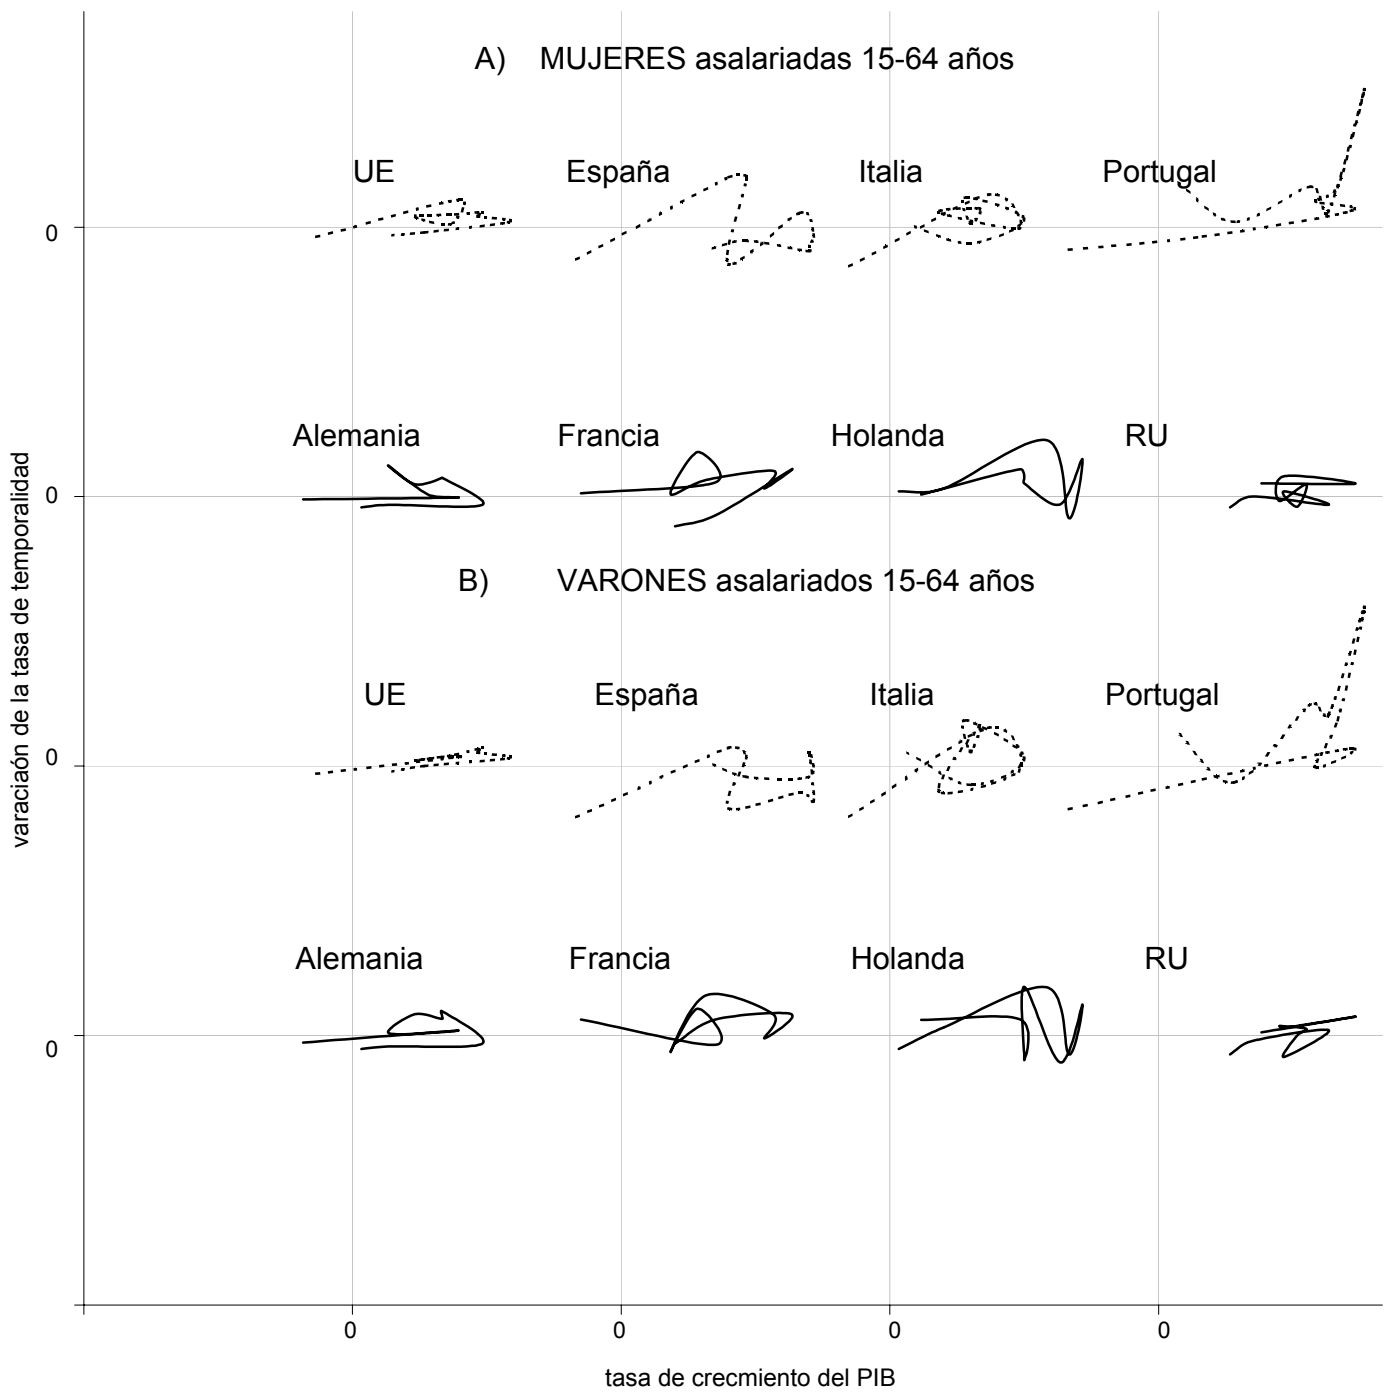 A) MUJERES asalariadas 15-64 años
UE España Italia Portugal
0
Alemania Francia Holanda RU
0
B) VARONES asalariados 15-64 años
UE España Italia Portugal
0
Alemania Francia Holanda RU
0
varaciaón de la tasa de temporalidad
0 0 0 0
tasa de crecmiento del PIB